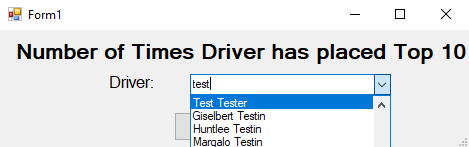 Form1
Number of Times Driver has placed Top 10
Driver: test
Test Tester
Giselbert Testin
Huntlee Testin
Margalo Testin